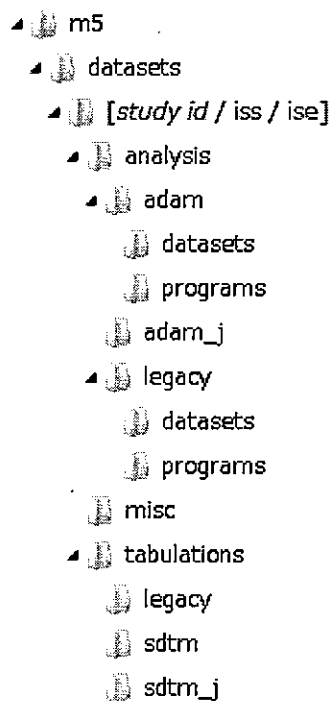 m5
datasets
[study id / iss / ise]
analysis
adam
datasets
programs
adam_j
legacy
datasets
programs
misc
tabulations
legacy
sdtm
sdtm_j